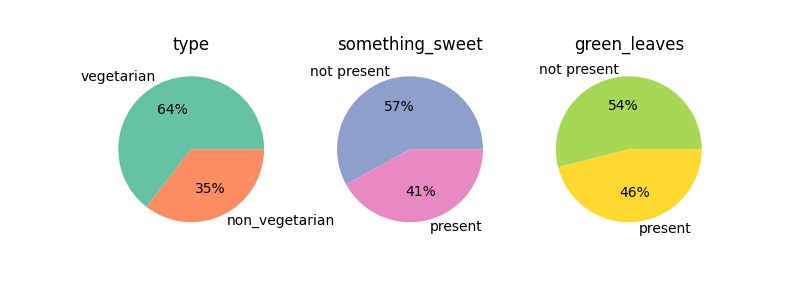 type
vegetarian
64%
35%
non_vegetarian
something_sweet
not present
57%
41%
present
green_leaves
not present
54%
46%
present